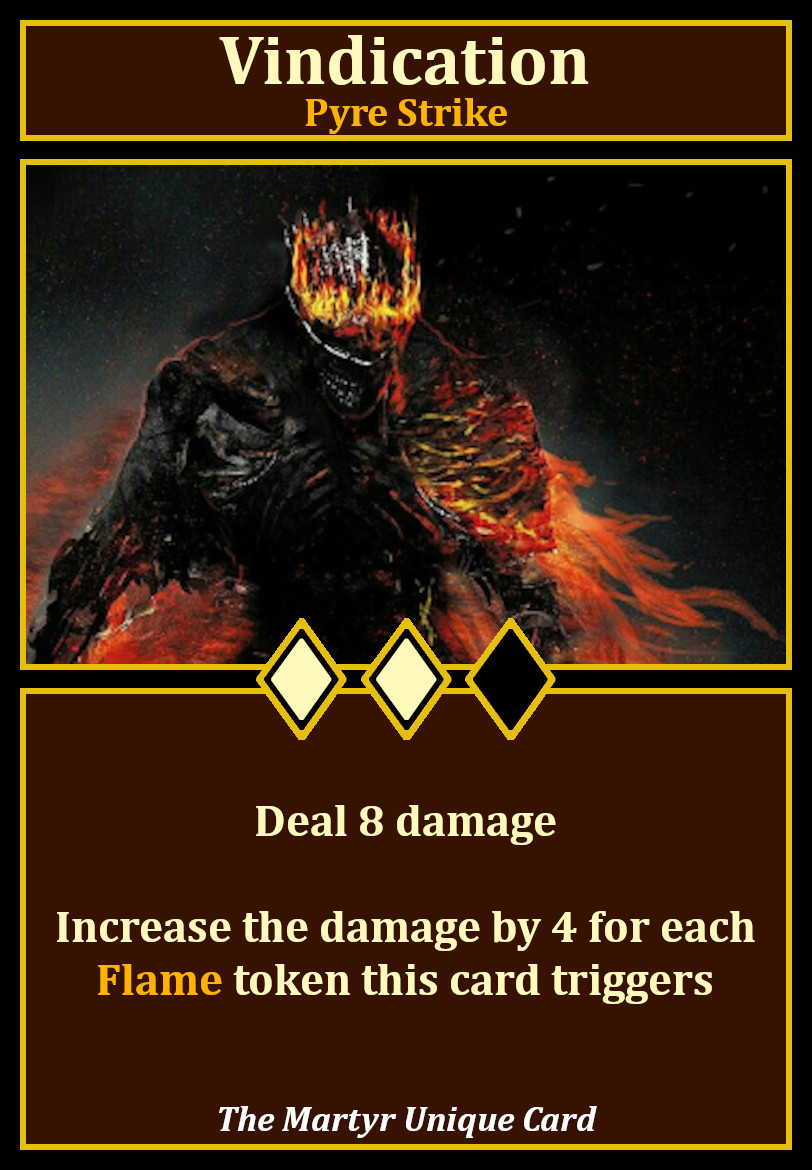 Vindication
Pyre Strike
Deal 8 damage
Increase the damage by 4 for each
Flame token this card triggers
The Martyr Unique Card